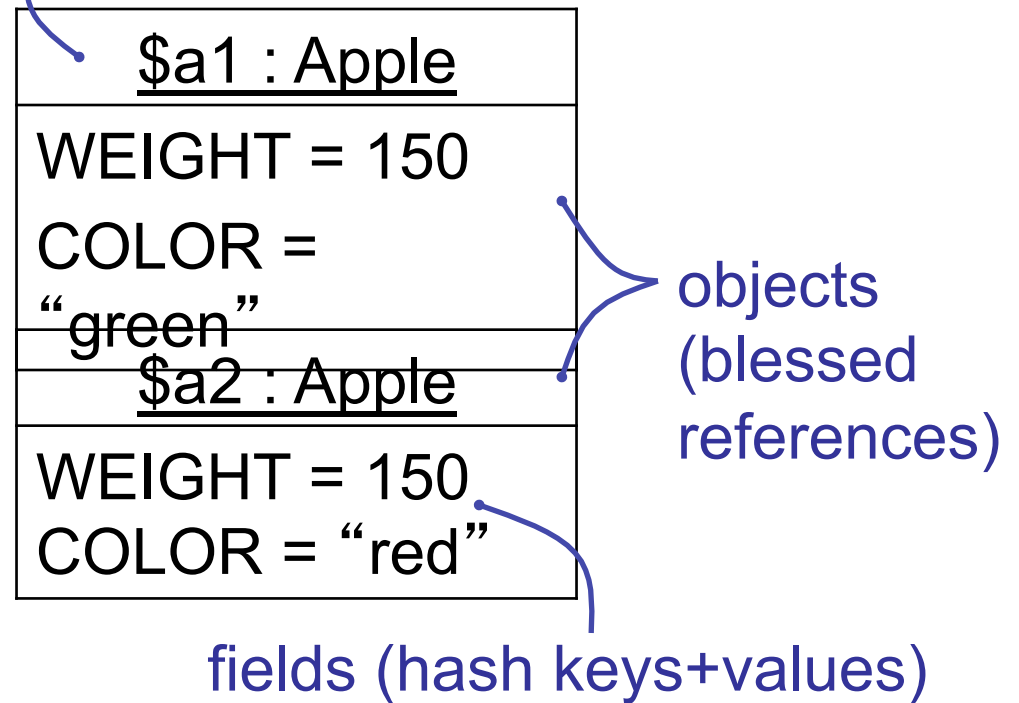 $a1 : Apple
WEIGHT = 150
COLOR =
“green”
$a2 : Apple
WEIGHT = 150
COLOR = “red”
objects
(blessed
references)
fields (hash keys+values)